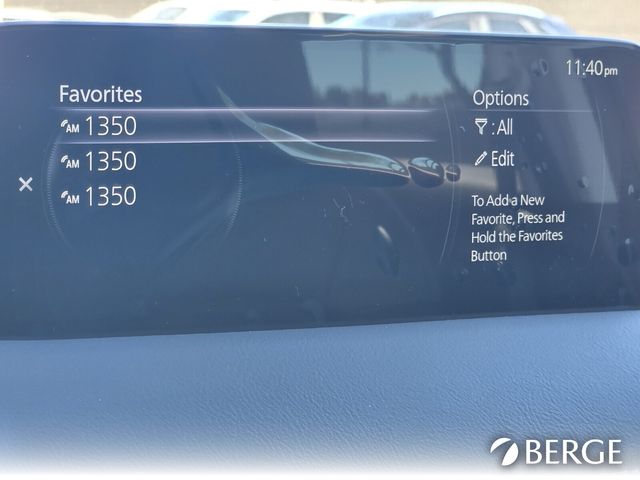 11:40pm
Favorites
AM 1350
AM 1350
AM 1350
Options
: All
Edit
To Add a New
Favorite, Press and
Hold the Favorites
Button
BERGE